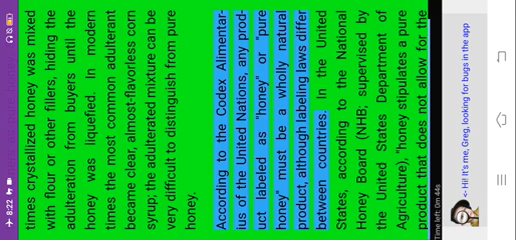 8:22
times crystallized honey was mixed
with flour or other fillers, hiding the
adulteration from buyers until the
honey was liquefied. In modern
times the most common adulterant
became clear, almost-flavorless corn
syrup; the adulterated mixture can be
very difficult to distinguish from pure
honey.
According to the Codex Alimentar
ius of the United Nations, any prod-
uct labeled as "honey" or "pure
honey" must be a wholly natural
product, although labeling laws differ
between countries. In the United
States, according to the National
Honey Board (NHB; supervised by
the United States Department of
Agriculture), "honey stipulates a pure
product that does not allow for the
Time left: 0m 44s
<- Hi! It's me, Greg, looking for bugs in the app